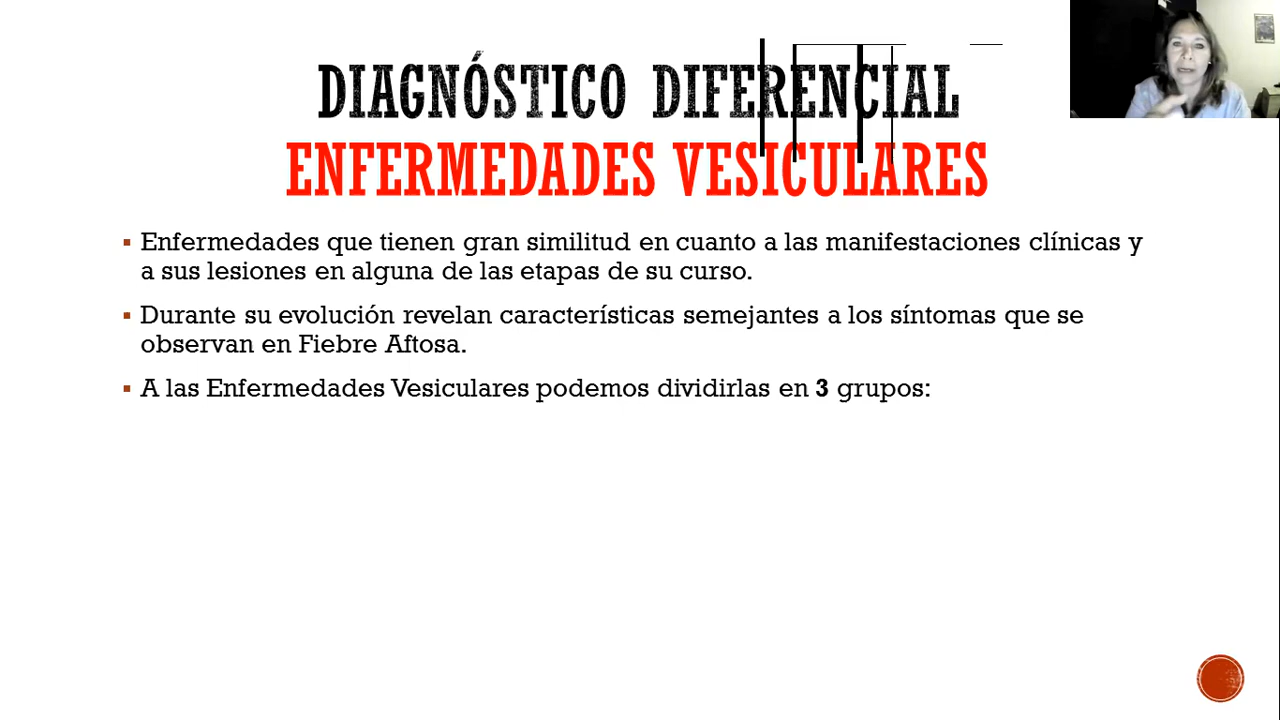 DIAGNÓSTICO DIFERENCIAL
ENFERMEDADES VESICULARES
▪ Enfermedades que tienen gran similitud en cuanto a las manifestaciones clínicas y
a sus lesiones en alguna de las etapas de su curso.
▪ Durante su evolución revelan características semejantes a los síntomas que se
observan en Fiebre Aftosa.
▪ A las Enfermedades Vesiculares podemos dividirlas en 3 grupos: